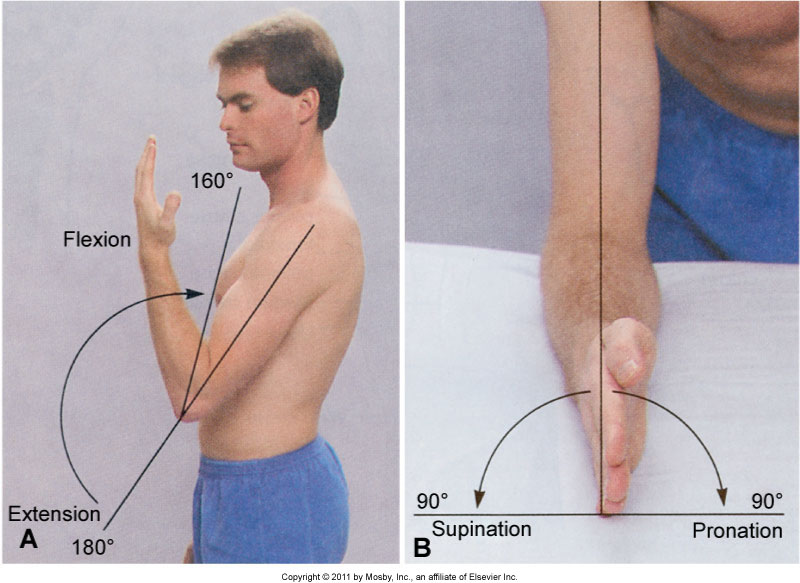 160°
Flexion
Extension
A
180°
90°
90°
Supination
Pronation
B
Copyright © 2011 by Mosby, Inc., an affiliate of Elsevier Inc.